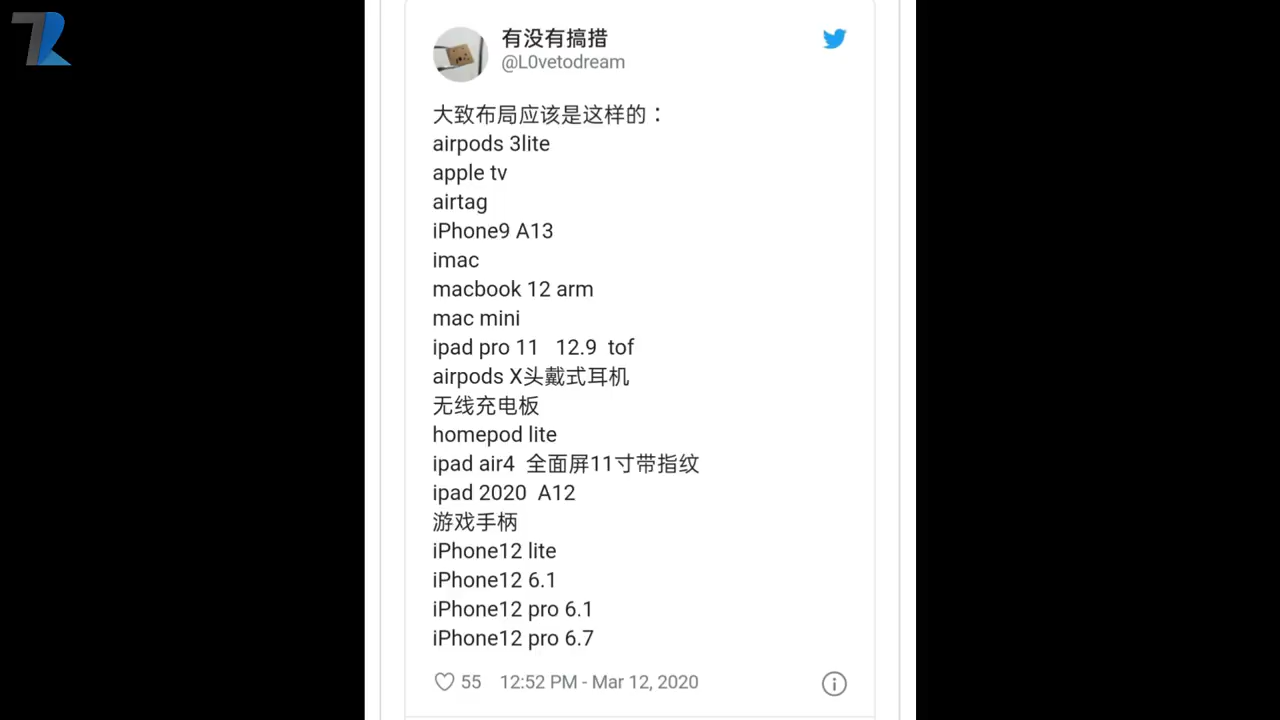 有没有搞措
@L0vetodream
大致布局应该是这样的：
airpods 3lite
apple tv
airtag
iPhone9 A13
imac
macbook 12 arm
mac mini
ipad pro 11 12.9 tof
airpods X头戴式耳机
无线充电板
homepod lite
ipad air4 全面屏11寸带指纹
ipad 2020 A12
游戏手柄
iPhone12 lite
iPhone12 6.1
iPhone12 pro 6.1
iPhone12 pro 6.7
55 12:52 PM - Mar 12, 2020